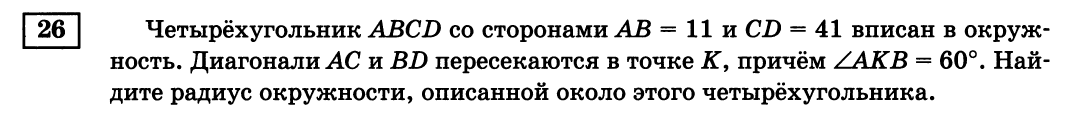 26 Четырёхугольник ABCD со сторонами AB = 11 и CD = 41 вписан в окруж-
ность. Диагонали AC и BD пересекаются в точке K, причём ∠AKB = 60°. Най-
дите радиус окружности, описанной около этого четырёхугольника.